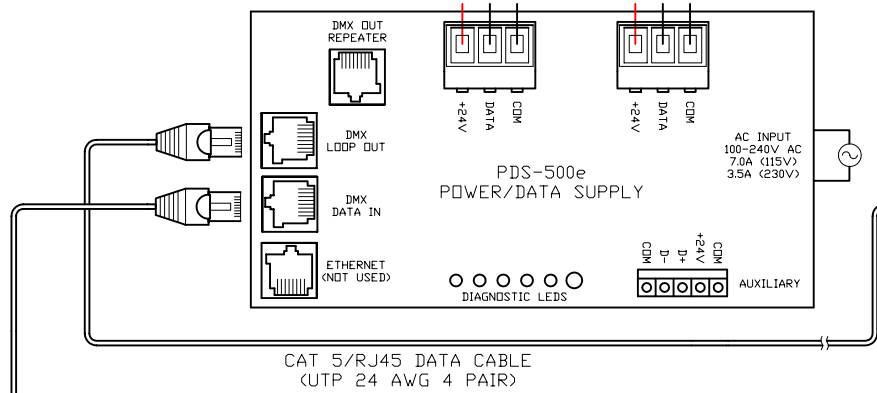 DMX OUT
REPEATER
+24V
DATA
COM
+24V
DATA
COM
DMX
LOOP OUT
AC INPUT
100-240V AC
7.0A (115V)
3.5A (230V)
PDS-500e
POWER/DATA SUPPLY
DMX
DATA IN
COM
D-
D+
+24V
COM
ETHERNET
(NOT USED)
AUXILIARY
DIAGNOSTIC LEDS
CAT 5/RJ45 DATA CABLE
(UTP 24 AWG 4 PAIR)